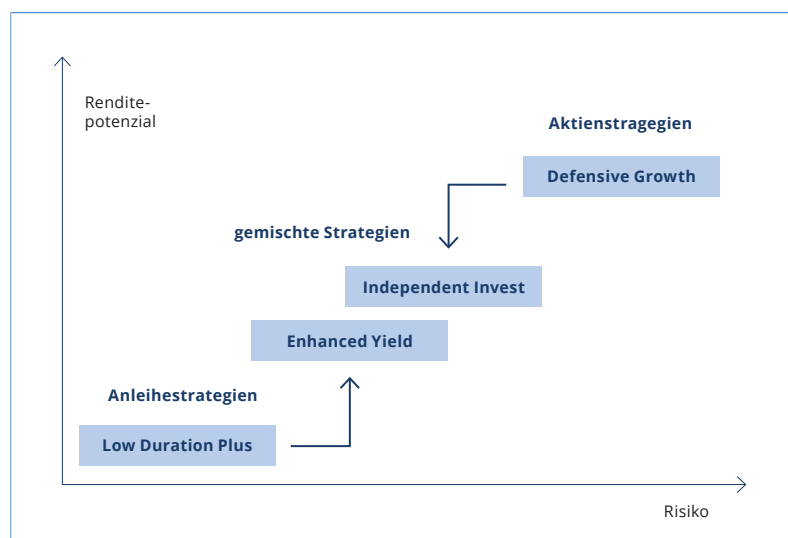 Rendite-
potenzial
Aktienstragegien
Defensive Growth
gemischte Strategien
Independent Invest
Enhanced Yield
Anleihestrategien
Low Duration Plus
Risiko